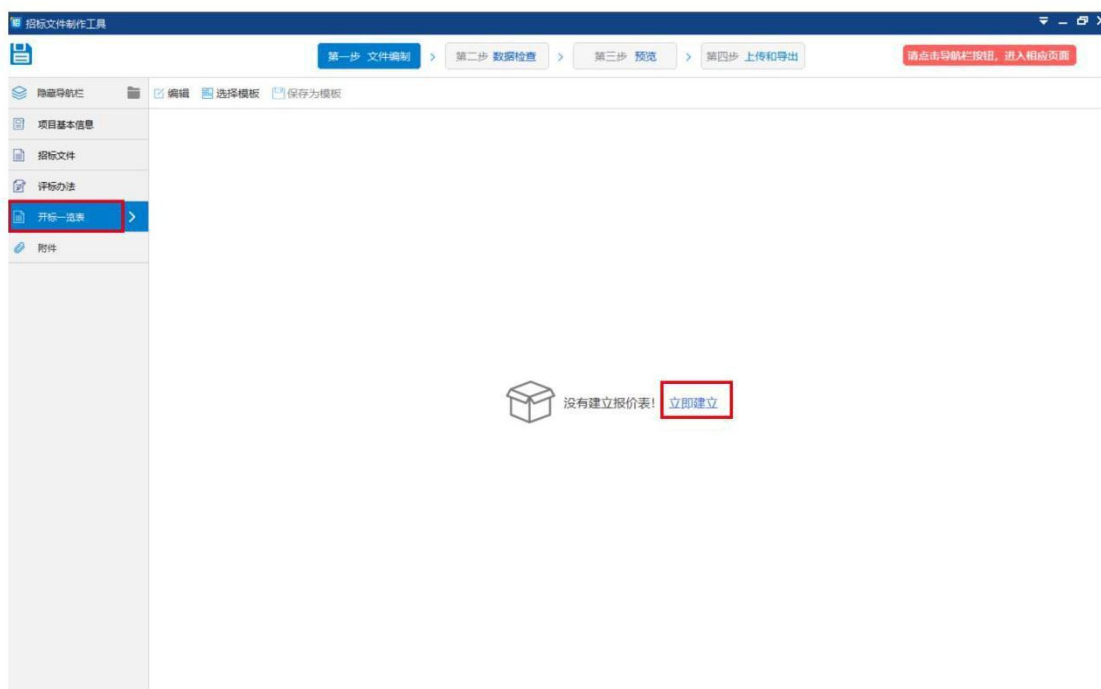 招标文件制作工具
第一步 文件编制 > 第二步 数据检查 > 第三步 预览 > 第四步 上传和导出
请点击导航栏按钮，进入相应页面
隐藏导航栏
编辑 选择模板 保存为模板
项目基本信息
招标文件
评标办法
开标一览表
附件
没有建立报价表! 立即建立